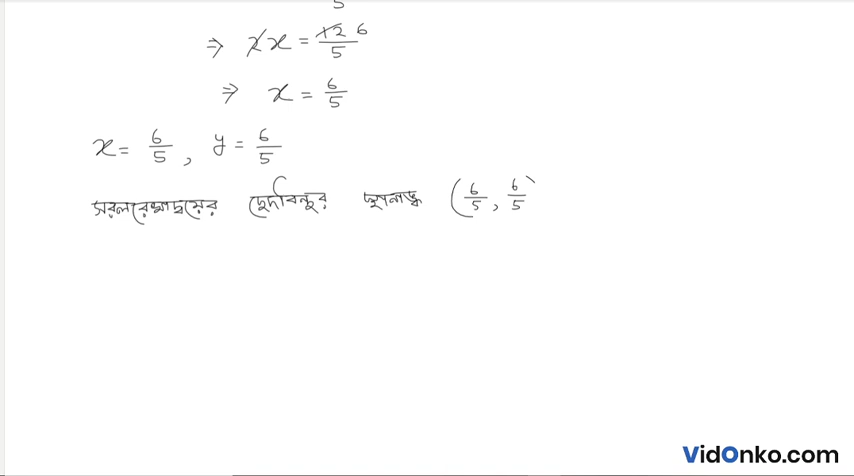 5
⇒ 2x = 12 6/5
⇒ x = 6/5
x = 6/5, y = 6/5
সরলরেখাদ্বয়ের ছেদবিন্দুর স্থানাঙ্ক (6/5, 6/5)
VidOnko.com